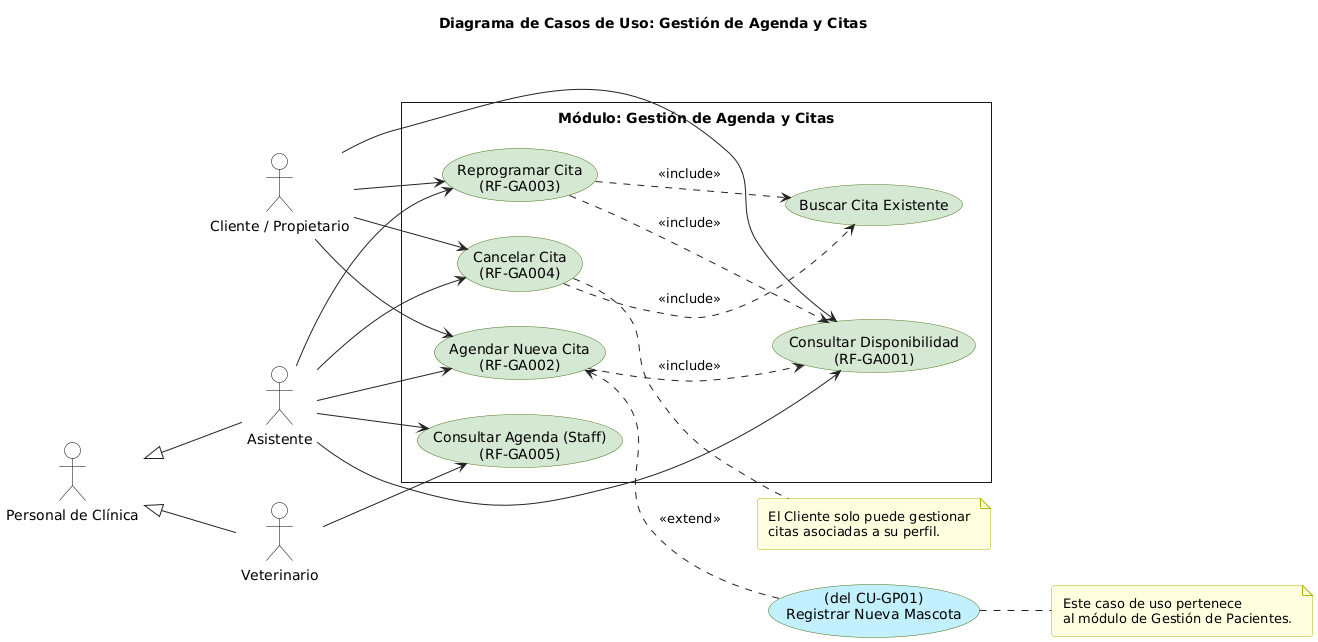 Diagrama de Casos de Uso: Gestión de Agenda y Citas
Módulo: Gestión de Agenda y Citas
Cliente / Propietario
Asistente
Personal de Clínica
Veterinario
Reprogramar Cita
(RF-GA003)
Cancelar Cita
(RF-GA004)
Agendar Nueva Cita
(RF-GA002)
Consultar Agenda (Staff)
(RF-GA005)
«include»
«include»
«include»
«include»
«extend»
Buscar Cita Existente
Consultar Disponibilidad
(RF-GA001)
El Cliente solo puede gestionar
citas asociadas a su perfil.
(del CU-GP01)
Registrar Nueva Mascota
Este caso de uso pertenece
al módulo de Gestión de Pacientes.